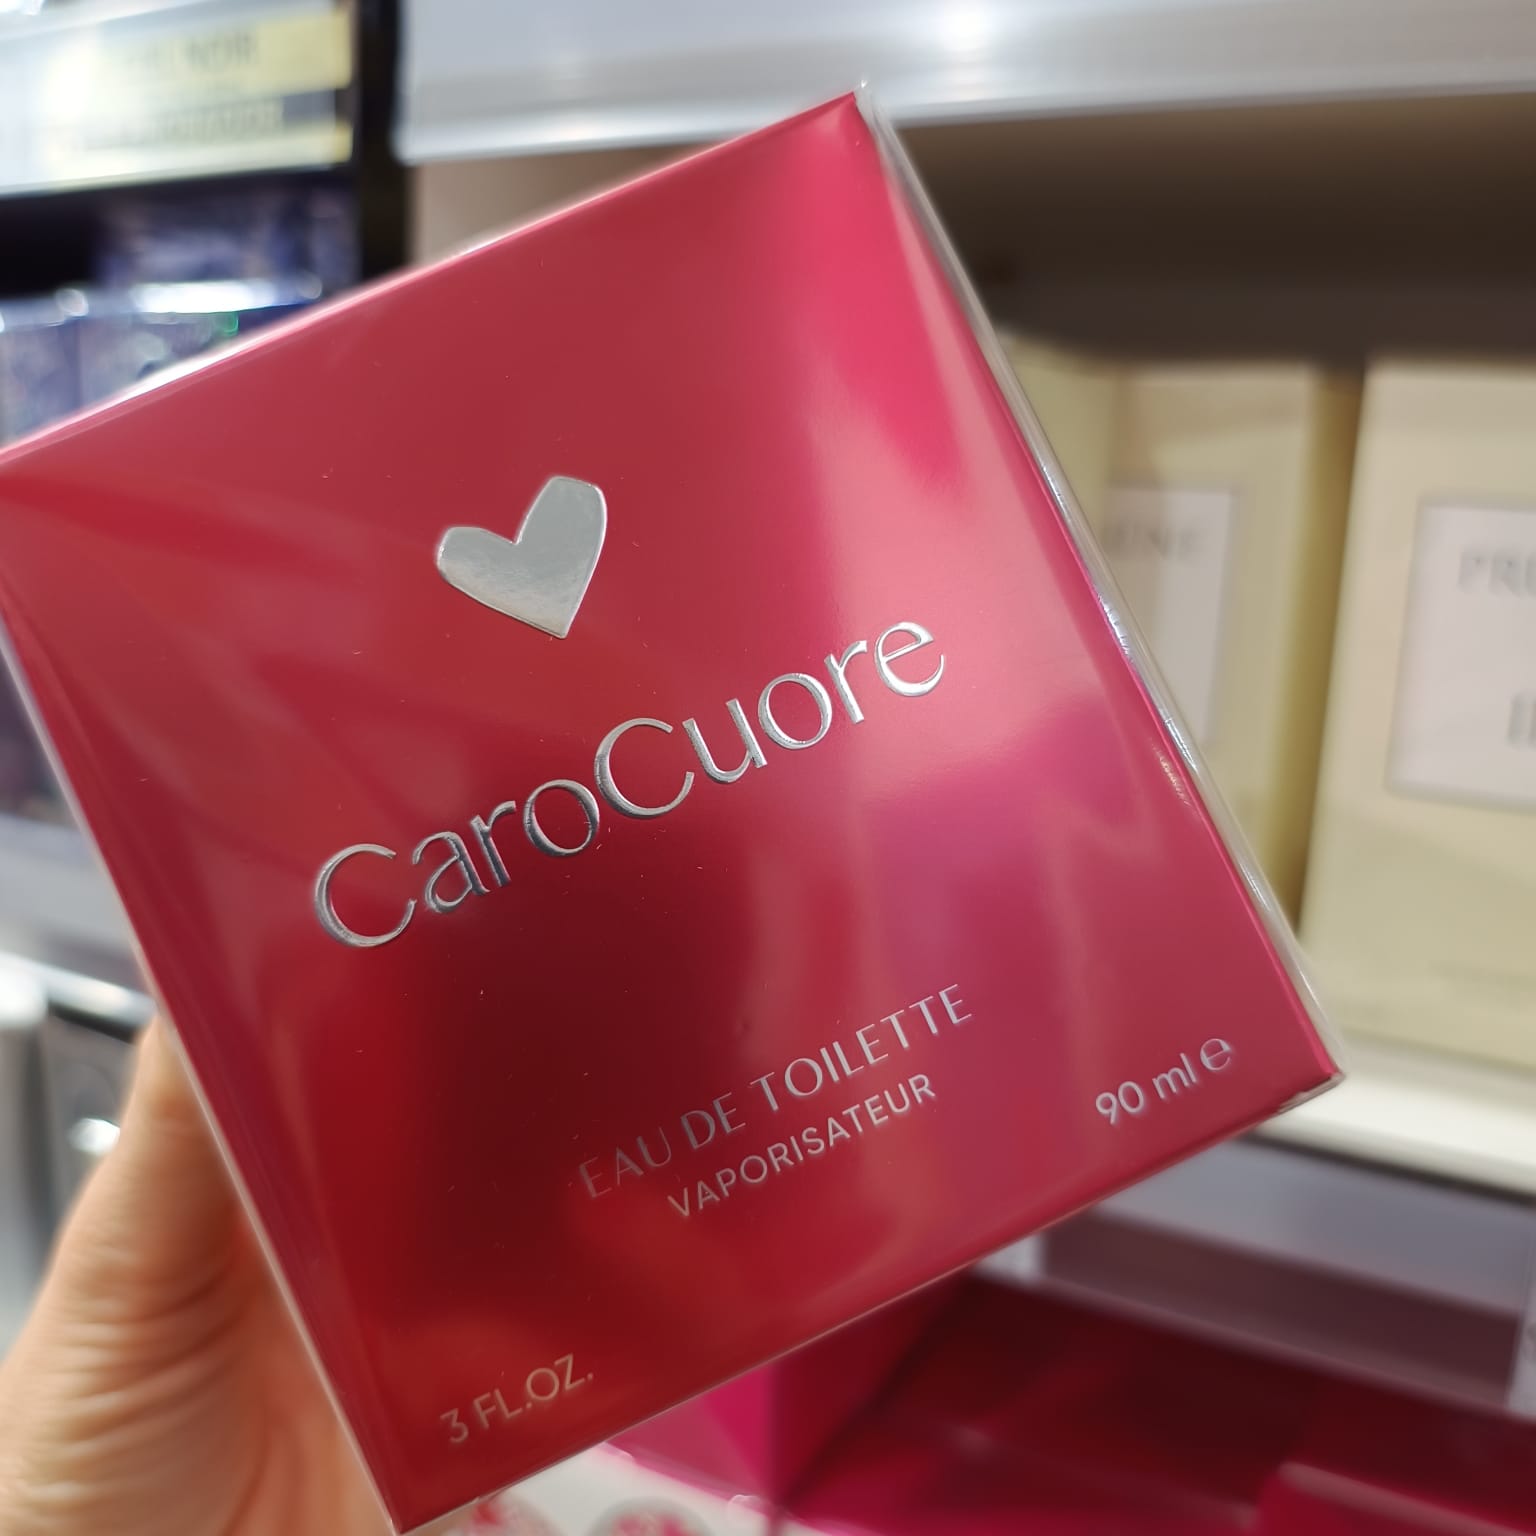 CaroCuore
EAU DE TOILETTE
VAPORISATEUR
90 ml e
3 FL.OZ.